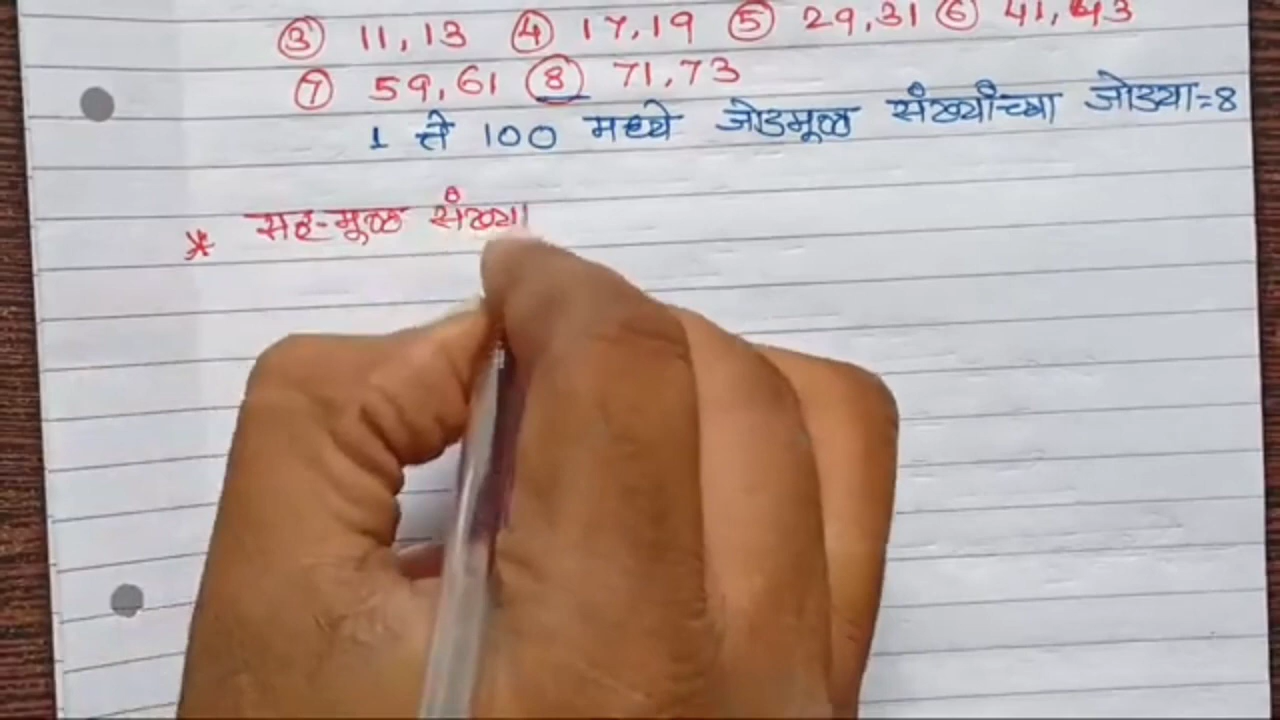 ③ 11,13 ④ 17,19 ⑤ 29,31 ⑥ 41,43
⑦ 59,61 ⑧ 71,73
1 ते 100 मध्ये जोडमूळ संख्यांच्या जोड्या=8
* सह-मूळ संख्या